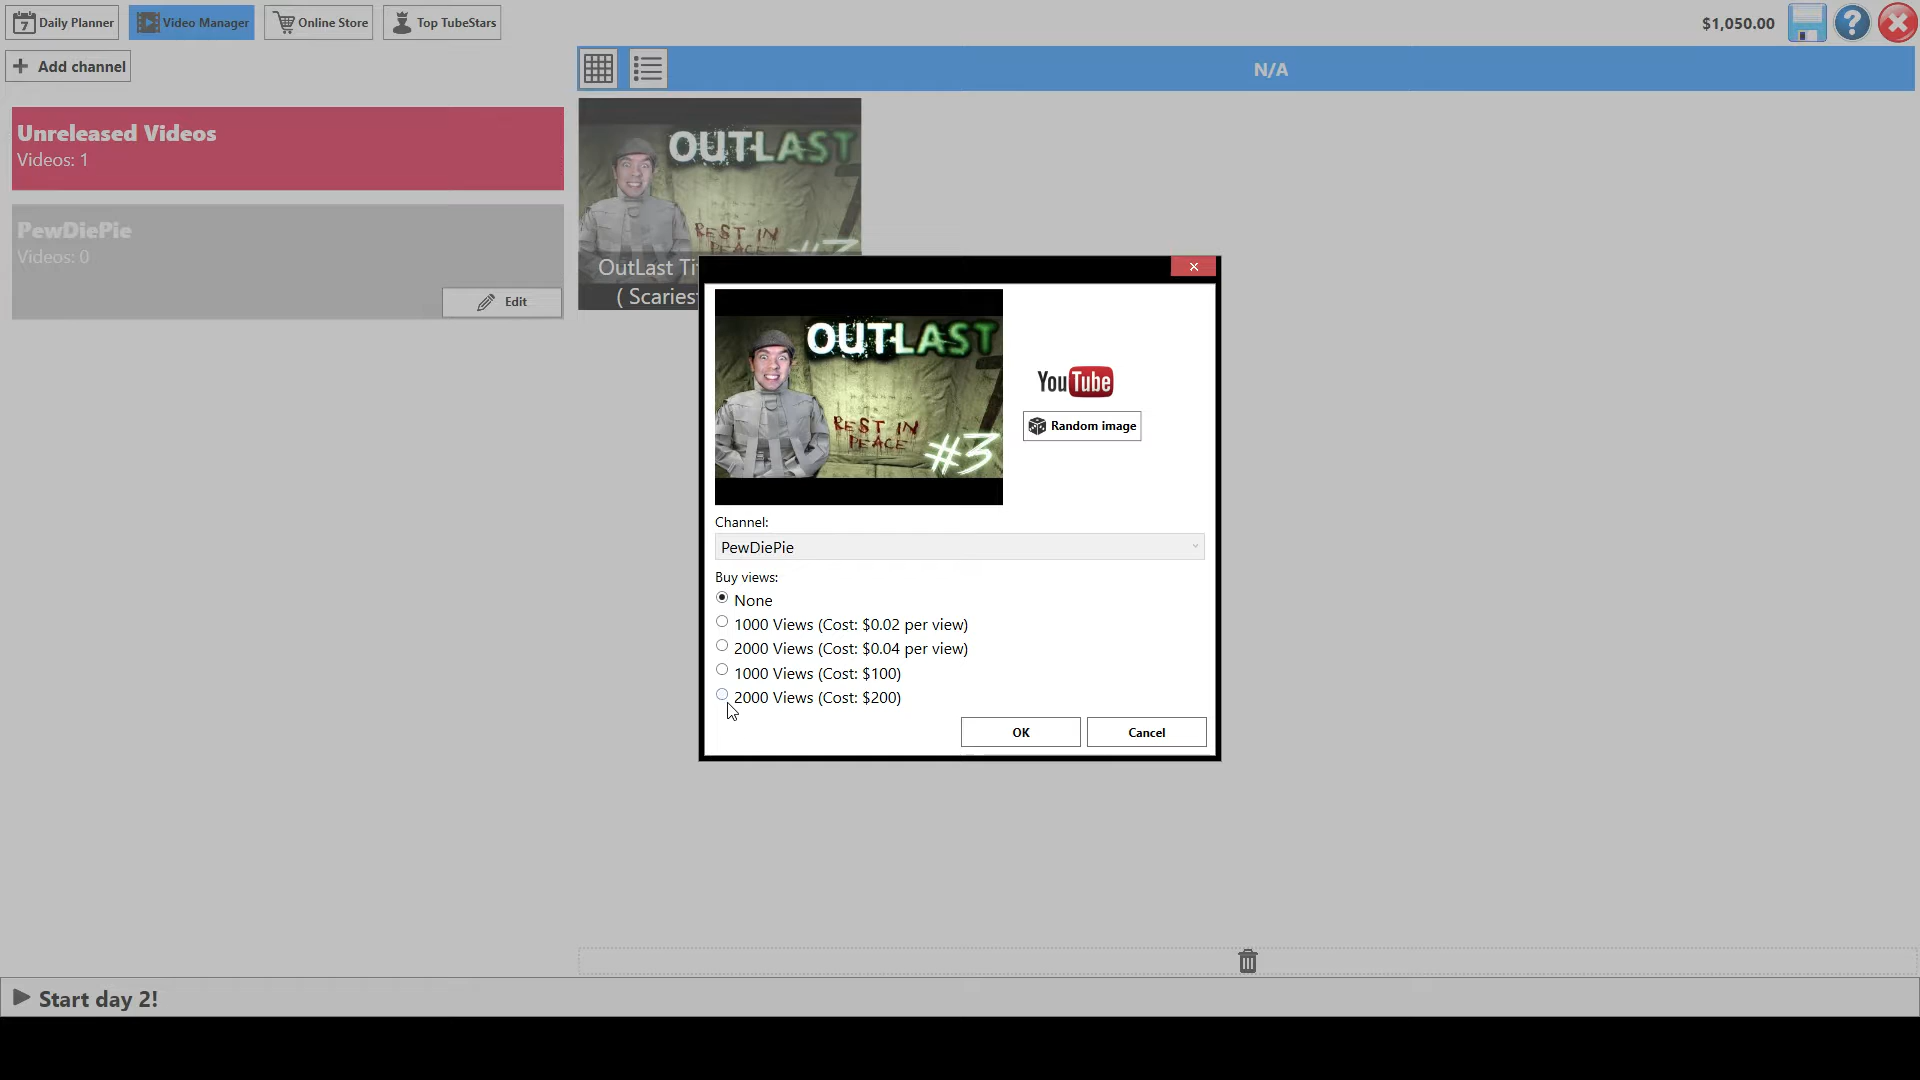 7 Daily Planner
Video Manager
Online Store
Top TubeStars
$1,050.00
?
Add channel
N/A
Unreleased Videos
Videos: 1
PewDiePie
Videos: 0
Edit
OUTLAST
REST IN
PEACE
OutLast
( Scaries
OUTLAST
REST IN
PEACE
#3
YouTube
Random image
Channel:
PewDiePie
Buy views:
None
1000 Views (Cost: $0.02 per view)
2000 Views (Cost: $0.04 per view)
1000 Views (Cost: $100)
2000 Views (Cost: $200)
OK
Cancel
Start day 2!